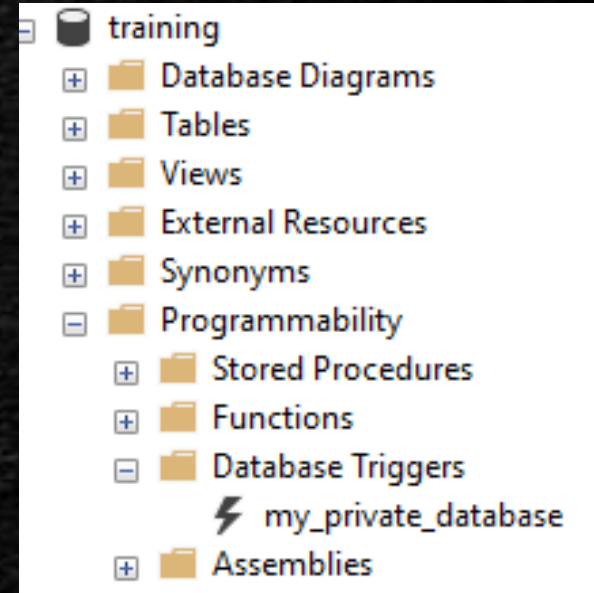 training
Database Diagrams
Tables
Views
External Resources
Synonyms
Programmability
Stored Procedures
Functions
Database Triggers
my_private_database
Assemblies